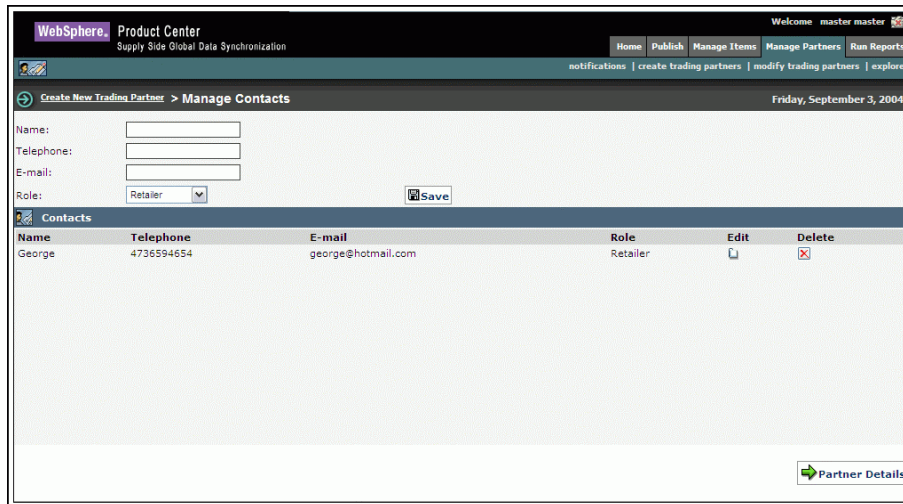 WebSphere. Product Center
Supply Side Global Data Synchronization
Welcome master master
Home Publish Manage Items Manage Partners Run Reports
notifications | create trading partners | modify trading partners | explore
Create New Trading Partner > Manage Contacts Friday, September 3, 2004
Name:
Telephone:
E-mail:
Role: Retailer Save
Contacts
Name Telephone E-mail Role Edit Delete
George 4736594654 george@hotmail.com Retailer
Partner Details